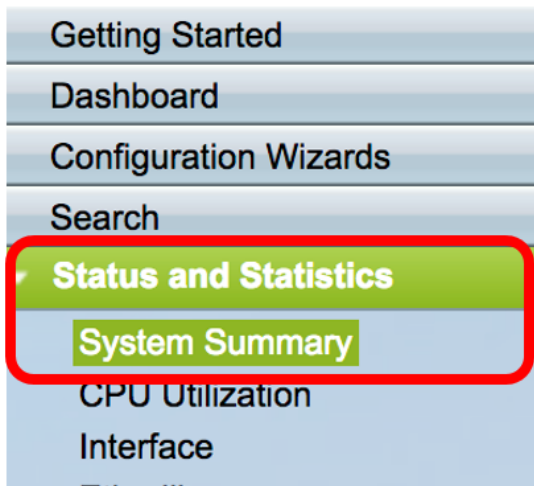 Getting Started
Dashboard
Configuration Wizards
Search
Status and Statistics
System Summary
CPU Utilization
Interface